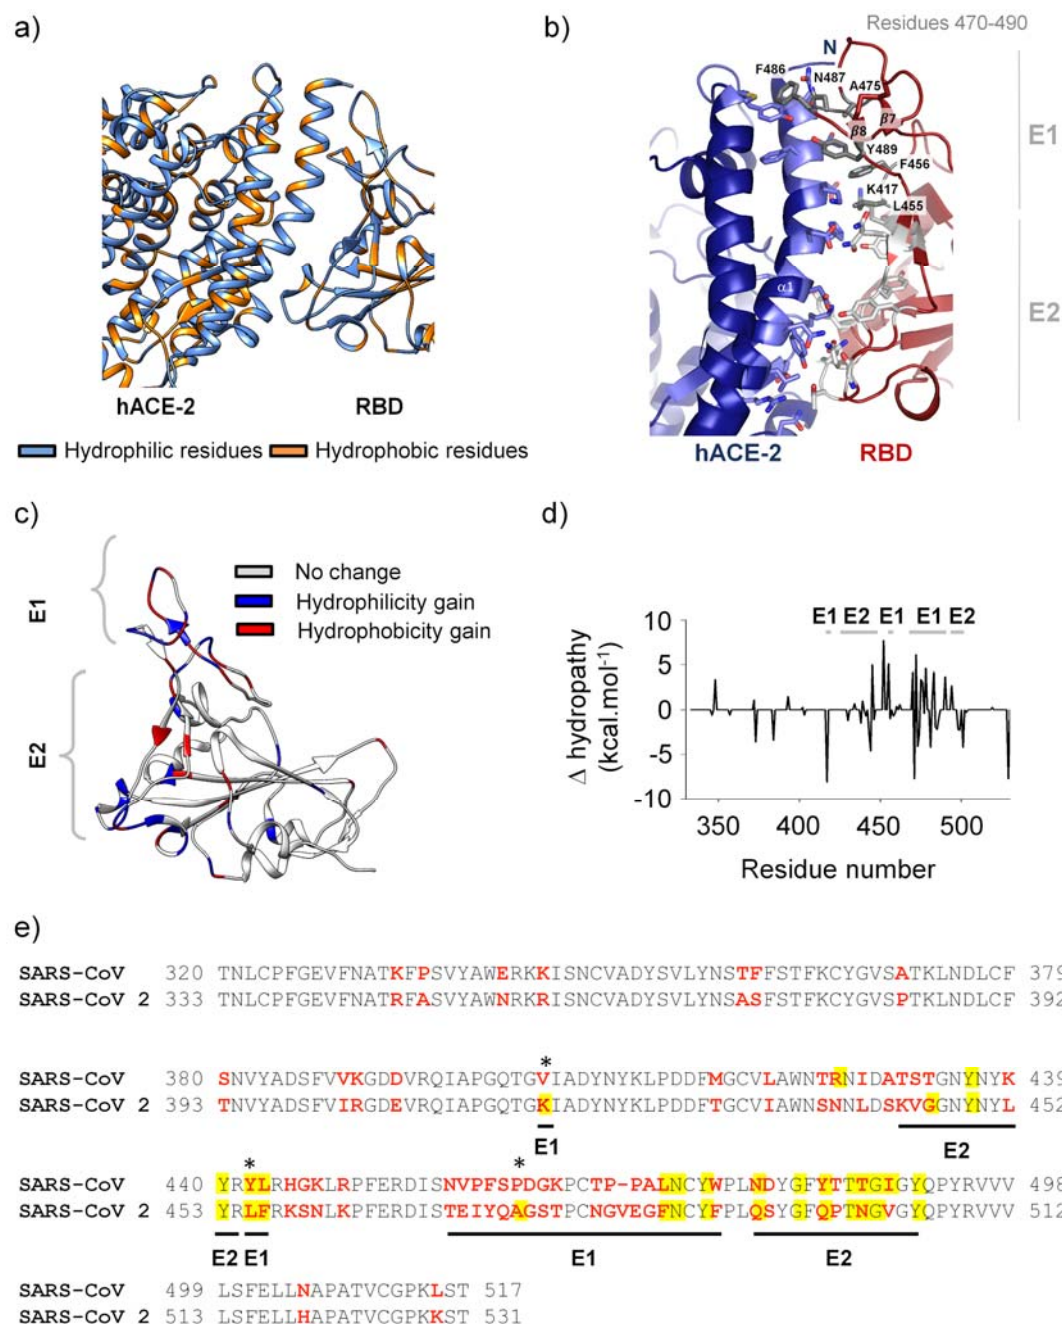 a)
hACE-2 RBD
Hydrophilic residues Hydrophobic residues
b)
Residues 470-490
N
F486
N487
A475
β7
β8
Y489
F456
K417
L455
α1
E1
E2
hACE-2 RBD
c)
E1
E2
No change
Hydrophilicity gain
Hydrophobicity gain
d)
E1 E2 E1 E1 E2
10
5
0
-5
-10
Δ hydropathy
(kcal.mol-1)
350 400 450 500
Residue number
e)
SARS-CoV 320 TNLCPFGEVFNATKFPSVYAWERKKISNCVADYSVLYNSTFFSTFKCYGVSATKLNDLCF 379
SARS-CoV 2 333 TNLCPFGEVFNATRFASVYAWNRKRISNCVADYSVLYNSASFSTFKCYGVSPTKLNDLCF 392
*
SARS-CoV 380 SNVYADSFVVKGDDVRQIAPGQTGVIADYNYKLPDDFMGCVLAWNTRNIDATSTGNYNYK 439
SARS-CoV 2 393 TNVYADSFVIRGDEVRQIAPGQTGKIADYNYKLPDDFTGCVIAWNSNNLDSKVGGNYNYL 452
E1 E2
* *
SARS-CoV 440 YRYLRHGKLRPFERDISNVPFSPDGKPCTP-PALNCYWPLNDYGFYTTTGIGYQPYRVVV 498
SARS-CoV 2 453 YRLFRKSNLKPFERDISTEIYQAGSTPCNGVEGFNCYFPLQSYGFQPTNGVGYQPYRVVV 512
E2 E1 E1 E2
SARS-CoV 499 LSFELLNAPATVCGPKLST 517
SARS-CoV 2 513 LSFELLHAPATVCGPKKST 531